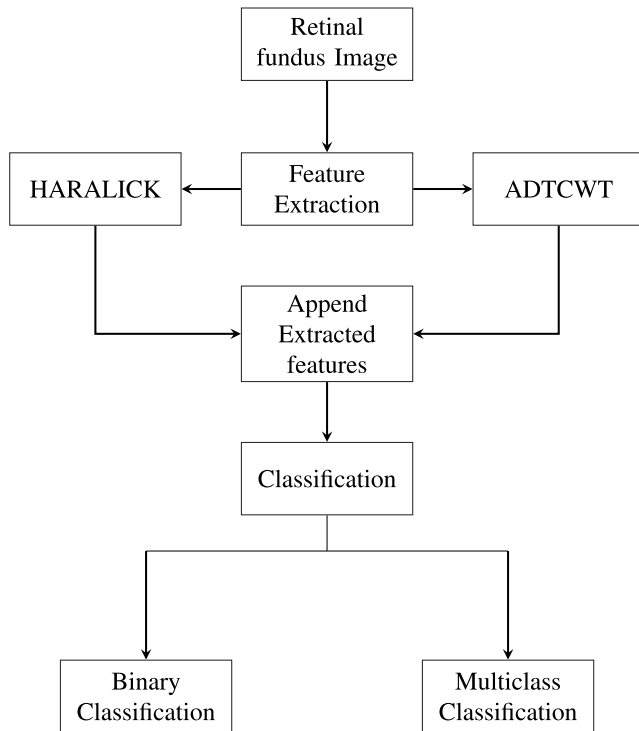 Retinal
fundus Image
HARALICK
Feature
Extraction
ADTCWT
Append
Extracted
features
Classification
Binary
Classification
Multiclass
Classification